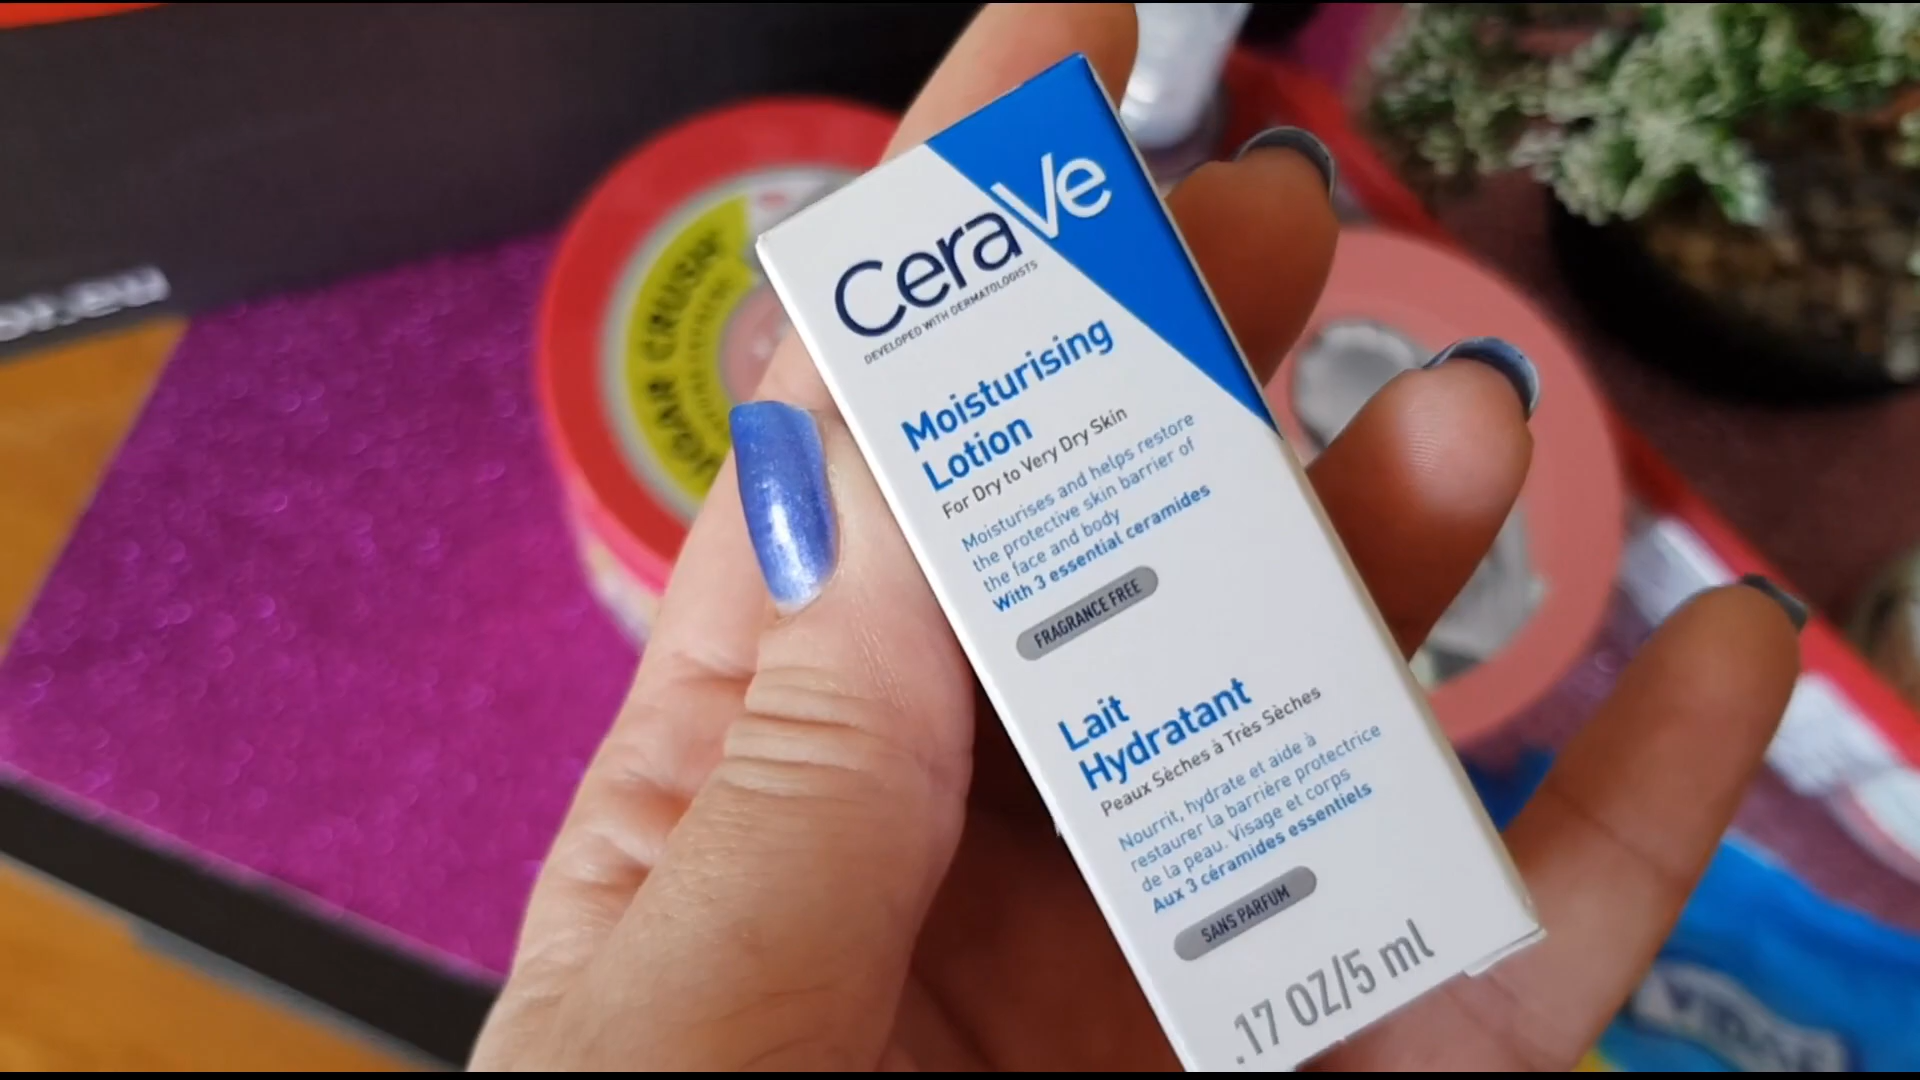 CeraVe
DEVELOPED WITH DERMATOLOGISTS
Moisturising
Lotion
For Dry to Very Dry Skin
Moisturises and helps restore
the protective skin barrier of
the face and body
With 3 essential ceramides
FRAGRANCE FREE
Lait
Hydratant
Peaux Sèches à Très Sèches
Nourrit, hydrate et aide à
restaurer la barrière protectrice
de la peau. Visage et corps
Aux 3 céramides essentiels
SANS PARFUM
.17 OZ/5 ml
SUGAR CRUSH